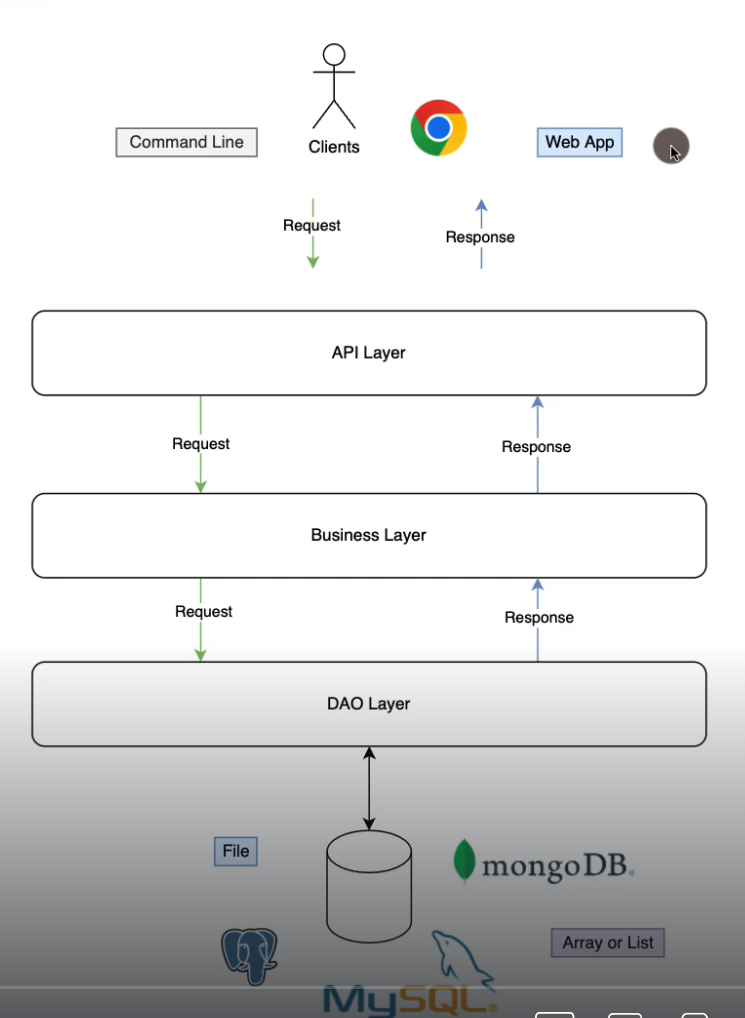 Command Line
Clients
Web App
Request
Response
API Layer
Request
Response
Business Layer
Request
Response
DAO Layer
File
mongoDB®
Array or List
MySQL®